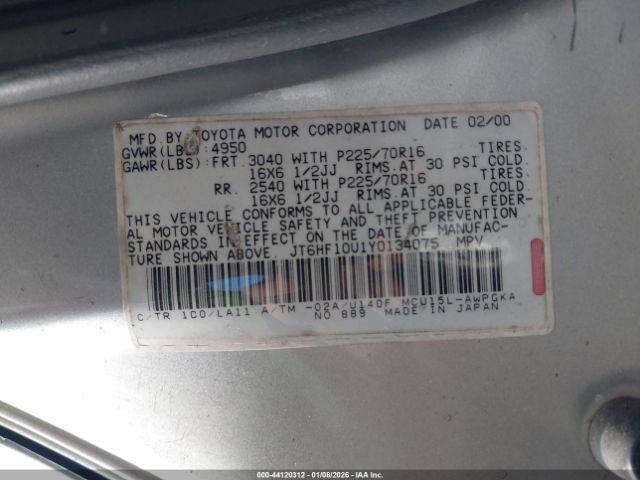 MFD.BY TOYOTA MOTOR CORPORATION DATE 02/00
GVWR(LBS): 4950
GAWR(LBS):FRT.3040 WITH P225/70R16 TIRES.
16X6 1/2JJ RIMS.AT 30 PSI COLD.
RR. 2540 WITH P225/70R16 TIRES.
16X6 1/2JJ RIMS.AT 30 PSI COLD.
THIS VEHICLE CONFORMS TO ALL APPLICABLE FEDER-
AL MOTOR VEHICLE SAFETY AND THEFT PREVENTION
STANDARDS IN EFFECT ON THE DATE OF MANUFAC-
TURE SHOWN ABOVE. JT6HF10U1Y0134075 MPV
C/TR 1C0/LA11 A/TM -02A/U140F MCU15L-AWPGKA
NO 889 MADE IN JAPAN
000-44120312 - 01/08/2026 - IAA Inc.